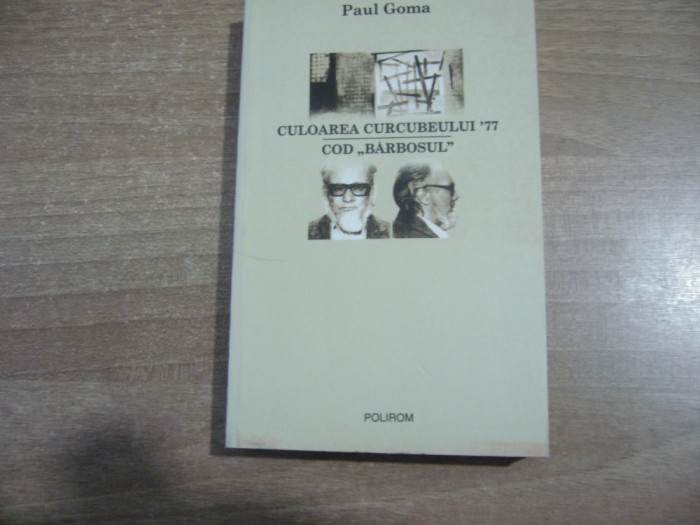 Paul Goma
CULOAREA CURCUBEULUI '77
COD „BĂRBOSUL”
POLIROM